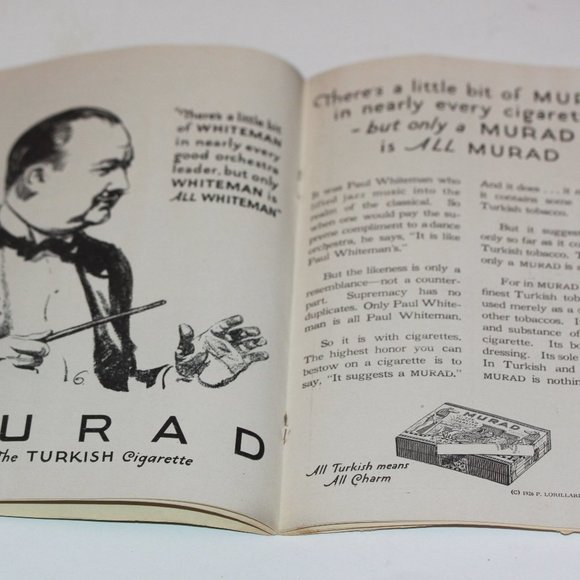 "There's a little bit
of WHITEMAN
in nearly every
good orchestra
leader, but only
WHITEMAN is
ALL WHITEMAN"
URAD
The TURKISH Cigarette
There's a little bit of MUR
in nearly every cigarett
- but only a MURAD
is ALL MURAD
It was Paul Whiteman who
lifted jazz music into the
realm of the classical. So
when one would pay the su-
preme compliment to a dance
orchestra, he says, "It is like
Paul Whiteman's."
But the likeness is only a
resemblance—not a counter-
part. Supremacy has no
duplicates. Only Paul White-
man is all Paul Whiteman.
So it is with cigarettes.
The highest honor you can
bestow on a cigarette is to
say, "It suggests a MURAD."
And it does . . . it
it contains some
Turkish tobacco.
But it sugges
only so far as it co
Turkish tobacco. T
only a MURAD is a
For in MURAD
finest Turkish tob
used merely as a s
other tobaccos. I
and substance of
cigarette. Its bo
dressing. Its sole
In Turkish and
MURAD is nothin
MURAD
All Turkish means
All Charm
(C) 1926 P. LORILLAR